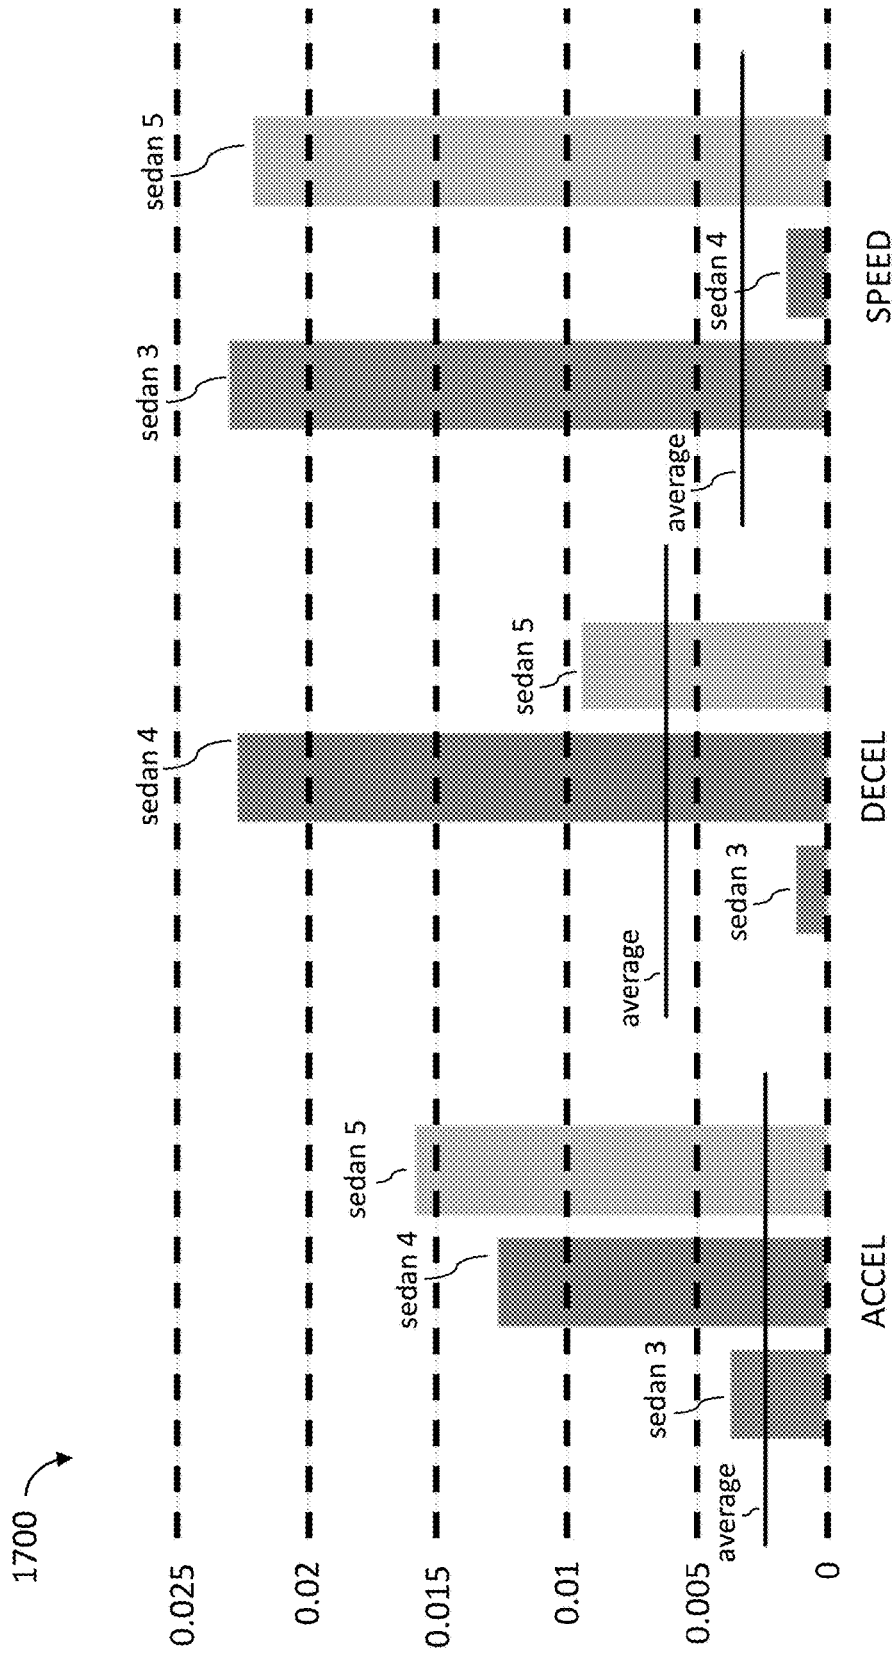 1700
0.025
0.02
0.015
0.01
0.005
0
average
sedan 3
sedan 4
sedan 5
average
sedan 3
sedan 4
sedan 5
average
sedan 3
sedan 4
sedan 5
ACCEL
DECEL
SPEED